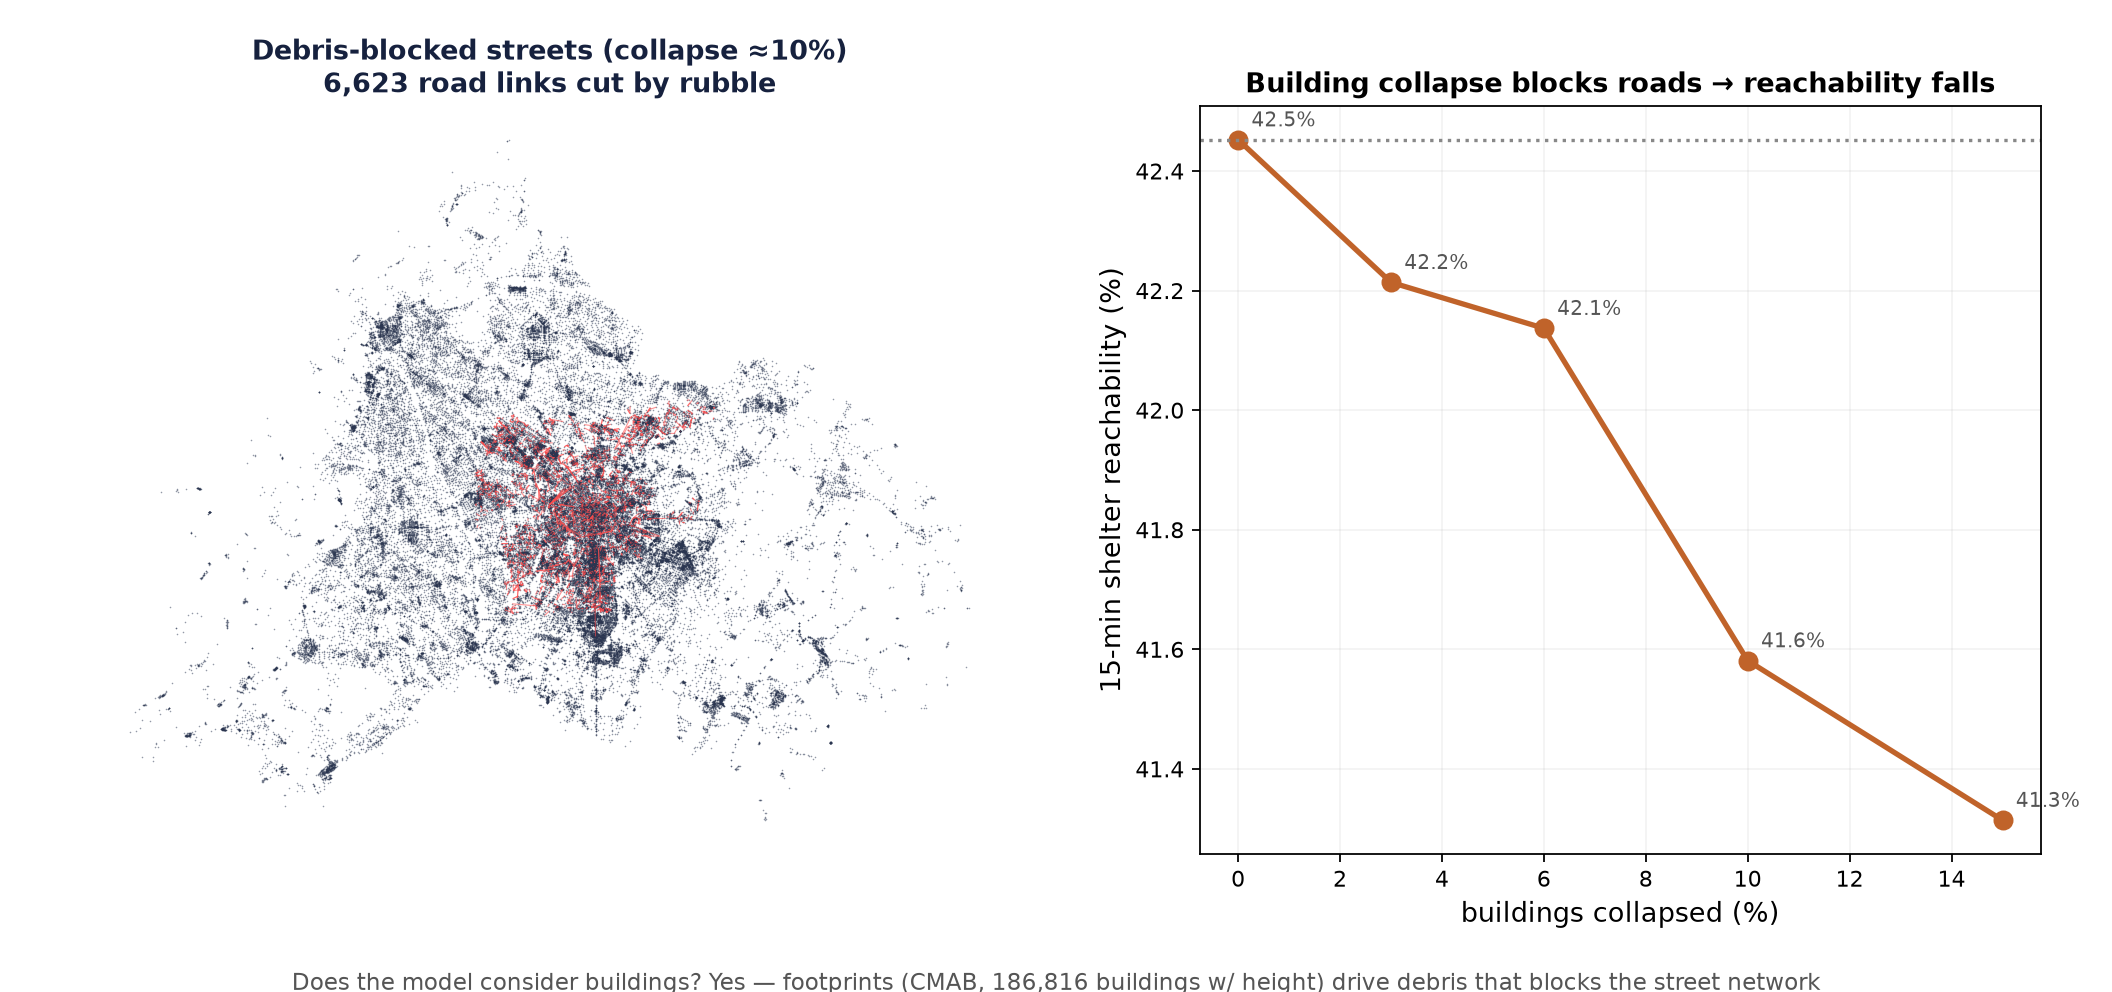 Debris-blocked streets (collapse ≈10%)
6,623 road links cut by rubble
Building collapse blocks roads → reachability falls
42.5%
42.2%
42.1%
41.6%
41.3%
15-min shelter reachability (%)
42.4
42.2
42.0
41.8
41.6
41.4
0 2 4 6 8 10 12 14
buildings collapsed (%)
Does the model consider buildings? Yes — footprints (CMAB, 186,816 buildings w/ height) drive debris that blocks the street network